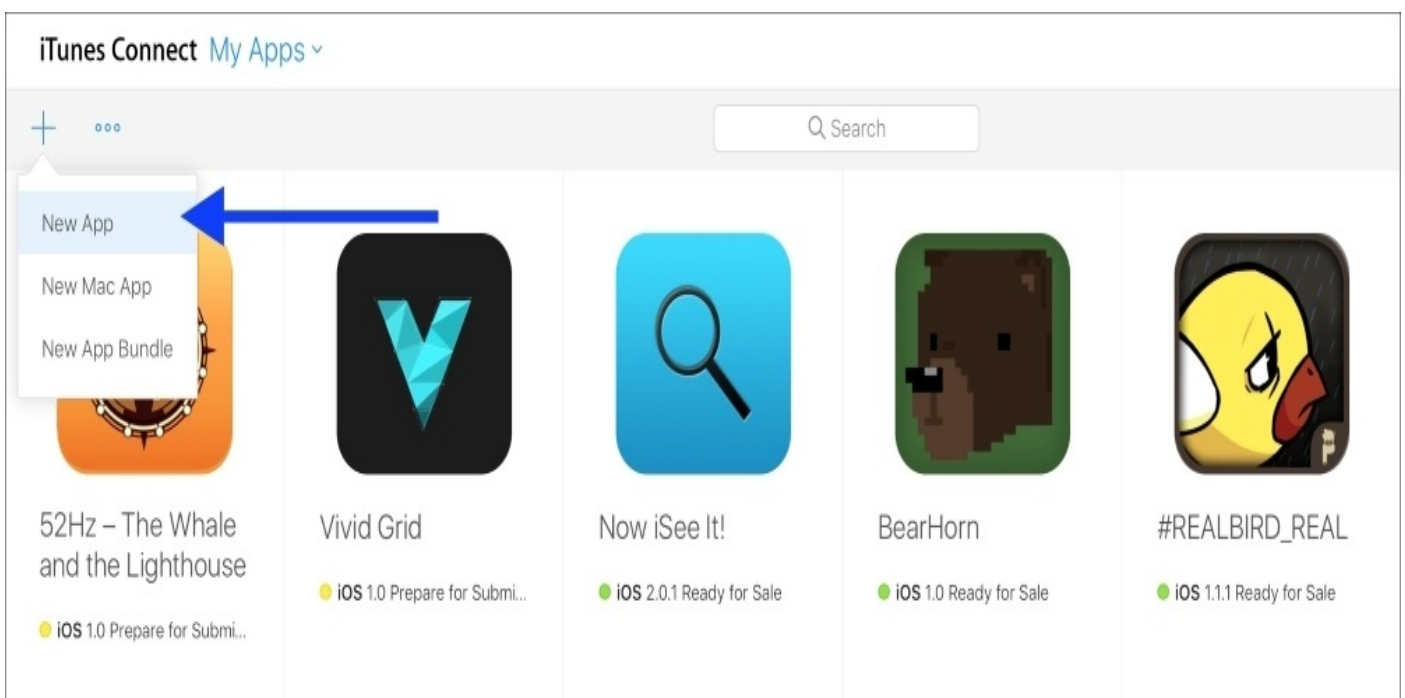 iTunes Connect My Apps
Search
New App
New Mac App
New App Bundle
52Hz – The Whale
and the Lighthouse
iOS 1.0 Prepare for Submi...
Vivid Grid
iOS 1.0 Prepare for Submi...
Now iSee It!
iOS 2.0.1 Ready for Sale
BearHorn
iOS 1.0 Ready for Sale
#REALBIRD_REAL
iOS 1.1.1 Ready for Sale